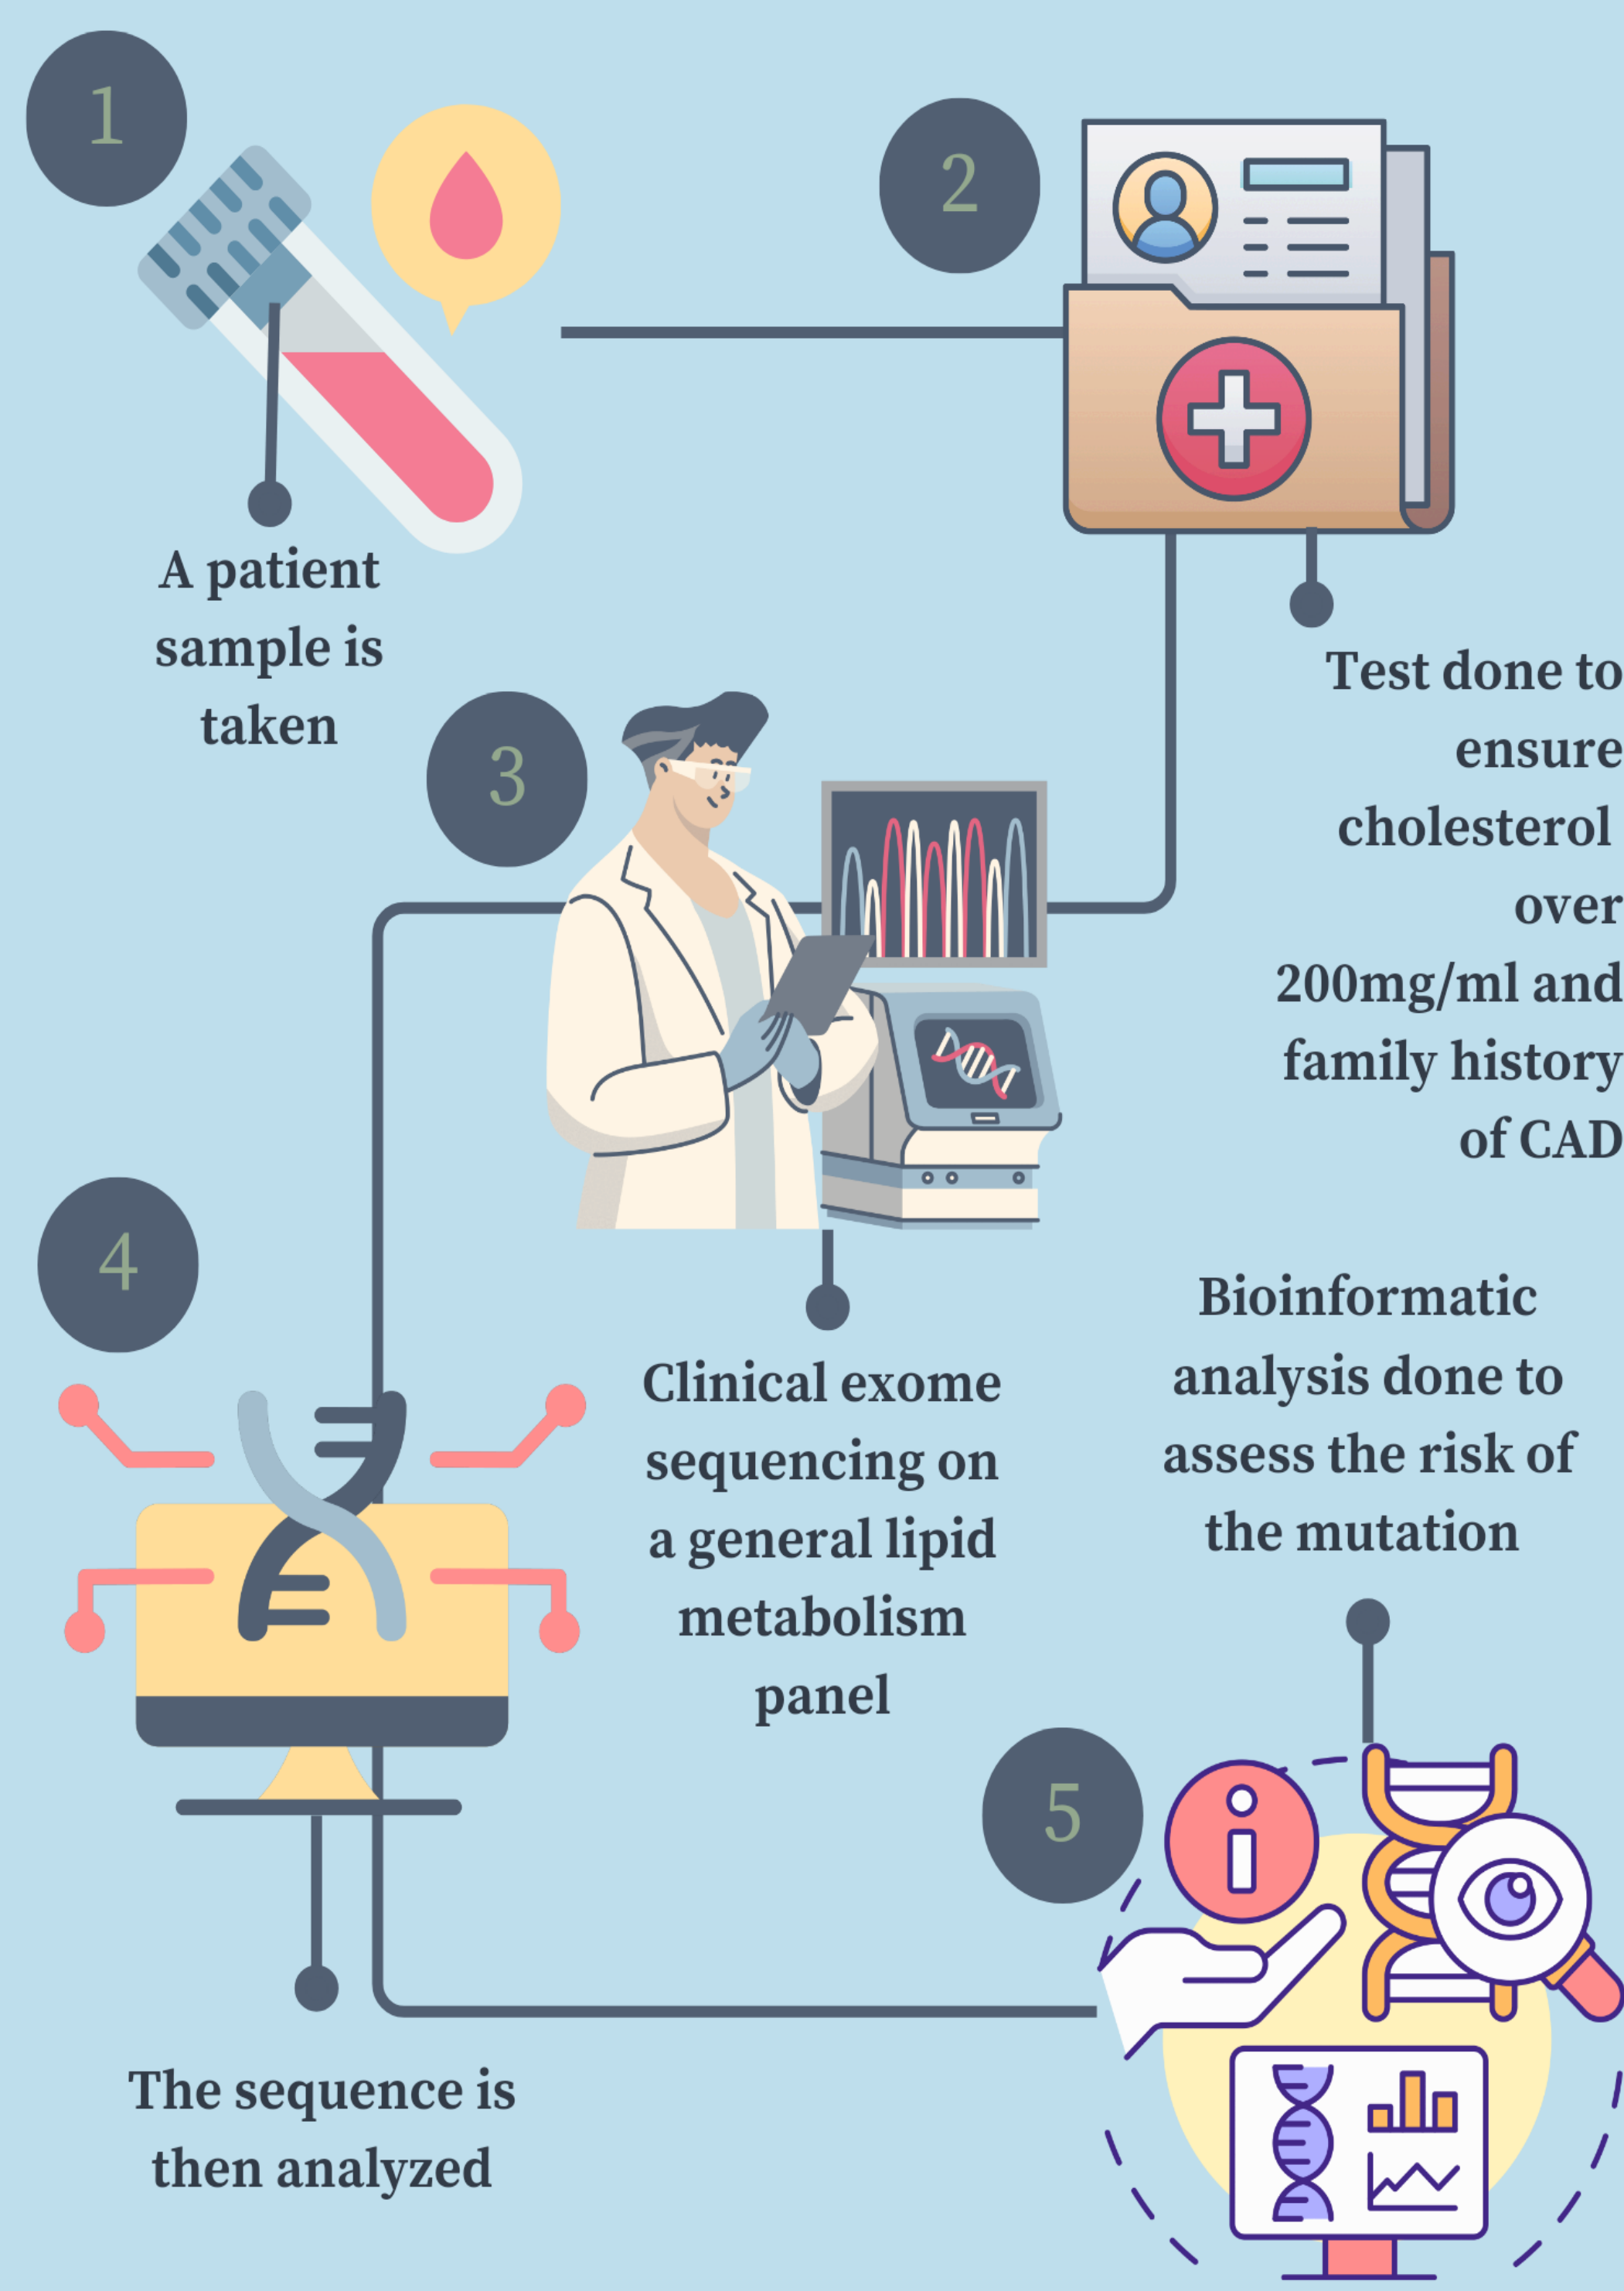 1
A patient
sample is
taken
2
Test done to
ensure
cholesterol
over
200mg/ml and
family history
of CAD
3
Clinical exome
sequencing on
a general lipid
metabolism
panel
4
The sequence is
then analyzed
5
Bioinformatic
analysis done to
assess the risk of
the mutation